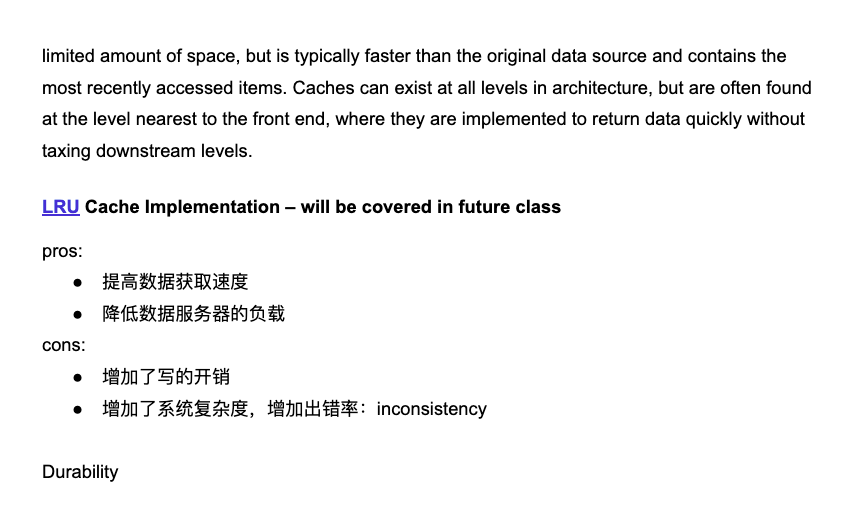 limited amount of space, but is typically faster than the original data source and contains the
most recently accessed items. Caches can exist at all levels in architecture, but are often found
at the level nearest to the front end, where they are implemented to return data quickly without
taxing downstream levels.
LRU Cache Implementation – will be covered in future class
pros:
● 提高数据获取速度
● 降低数据服务器的负载
cons:
● 增加了写的开销
● 增加了系统复杂度，增加出错率：inconsistency
Durability